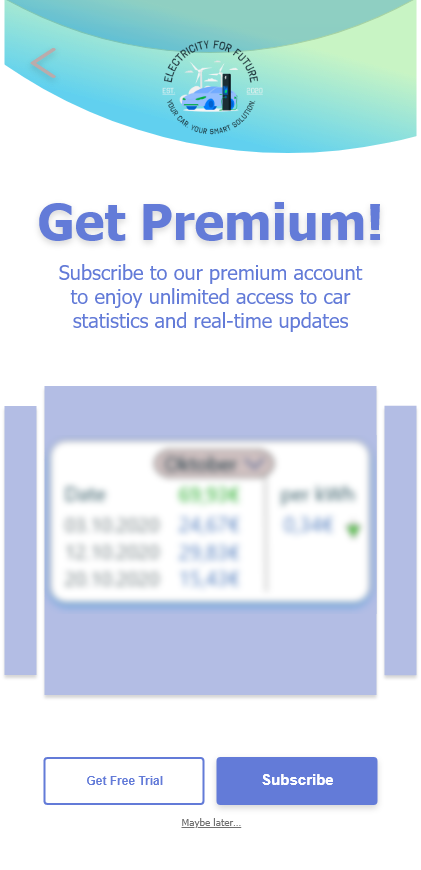 ELECTRICITY FOR FUTURE
EST.
YOUR CAR. YOUR SMART SOLUTION.
Get Premium!
Subscribe to our premium account
to enjoy unlimited access to car
statistics and real-time updates
Oktober
Date 69,93€ per kWh
03.10.2020 24,67€ 0,34€
12.10.2020 29,83€
20.10.2020 15,43€
Get Free Trial
Subscribe
Maybe later...